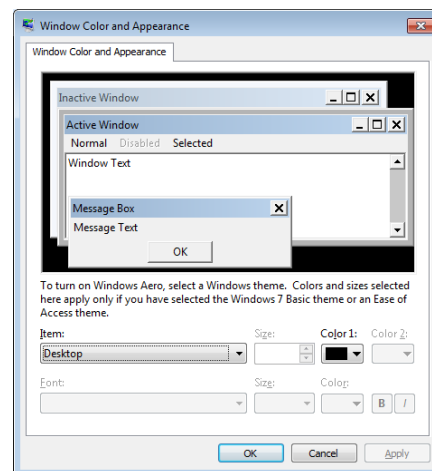 Window Color and Appearance
Window Color and Appearance
Inactive Window
Active Window
Normal Disabled Selected
Window Text
Message Box
Message Text
OK
To turn on Windows Aero, select a Windows theme. Colors and sizes selected
here apply only if you have selected the Windows 7 Basic theme or an Ease of
Access theme.
Item: Size: Color 1: Color 2:
Desktop
Font: Size: Color:
B I
OK Cancel Apply